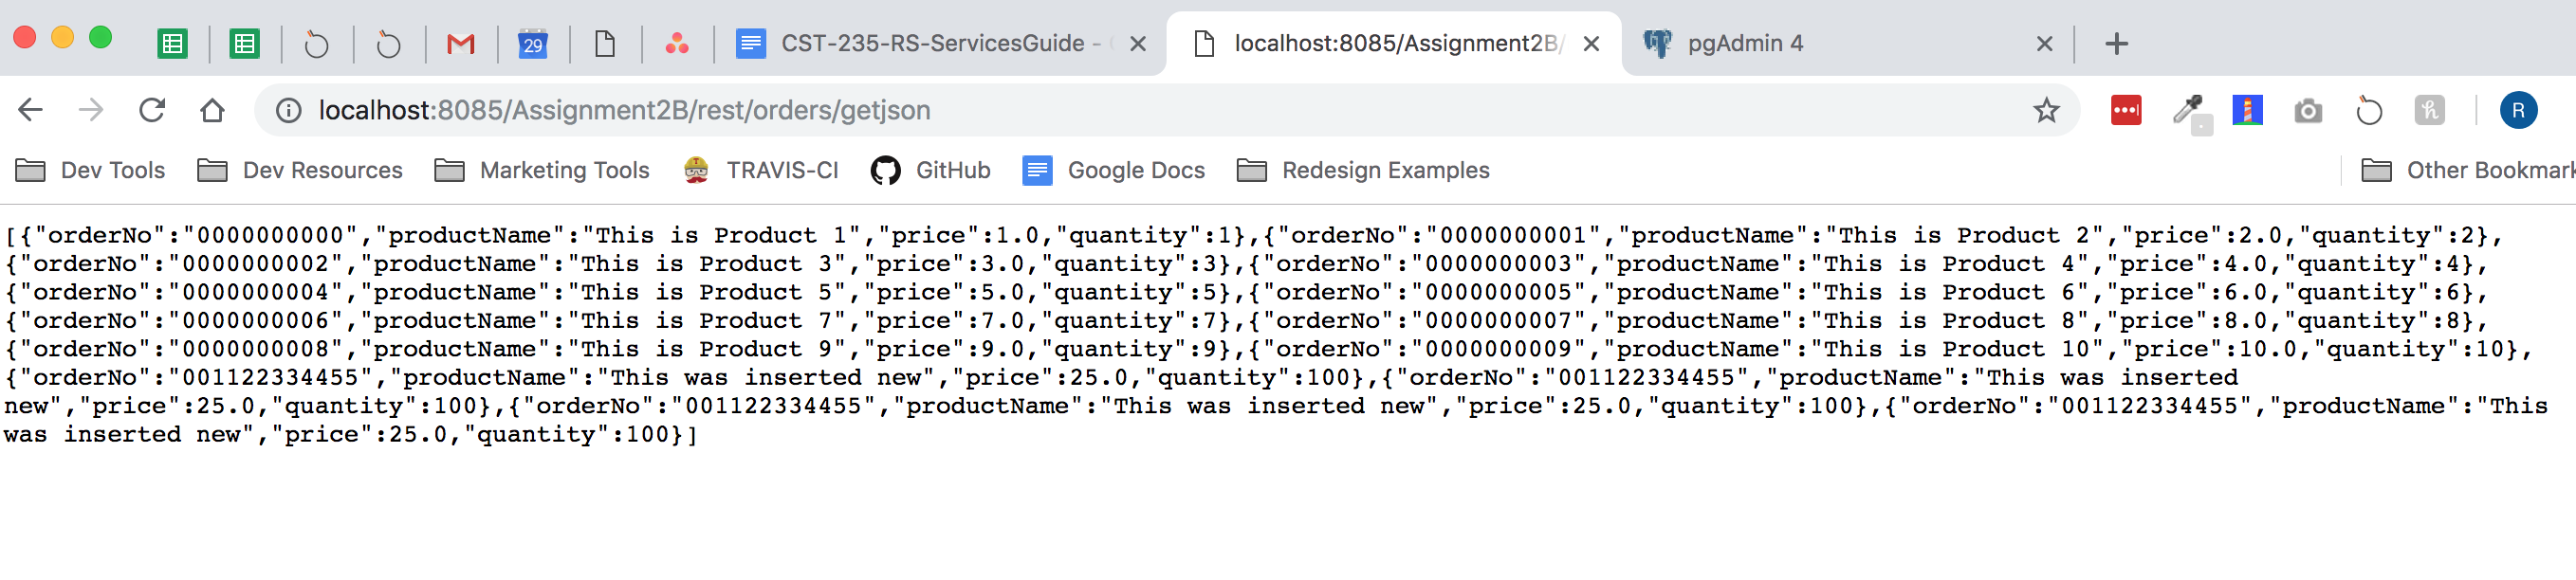 29
CST-235-RS-ServicesGuide -
localhost:8085/Assignment2B/
pgAdmin 4
localhost:8085/Assignment2B/rest/orders/getjson
R
Dev Tools
Dev Resources
Marketing Tools
TRAVIS-CI
GitHub
Google Docs
Redesign Examples
Other Bookmark
[{"orderNo":"0000000000","productName":"This is Product 1","price":1.0,"quantity":1},{"orderNo":"0000000001","productName":"This is Product 2","price":2.0,"quantity":2},
{"orderNo":"0000000002","productName":"This is Product 3","price":3.0,"quantity":3},{"orderNo":"0000000003","productName":"This is Product 4","price":4.0,"quantity":4},
{"orderNo":"0000000004","productName":"This is Product 5","price":5.0,"quantity":5},{"orderNo":"0000000005","productName":"This is Product 6","price":6.0,"quantity":6},
{"orderNo":"0000000006","productName":"This is Product 7","price":7.0,"quantity":7},{"orderNo":"0000000007","productName":"This is Product 8","price":8.0,"quantity":8},
{"orderNo":"0000000008","productName":"This is Product 9","price":9.0,"quantity":9},{"orderNo":"0000000009","productName":"This is Product 10","price":10.0,"quantity":10},
{"orderNo":"001122334455","productName":"This was inserted new","price":25.0,"quantity":100},{"orderNo":"001122334455","productName":"This was inserted
new","price":25.0,"quantity":100},{"orderNo":"001122334455","productName":"This was inserted new","price":25.0,"quantity":100},{"orderNo":"001122334455","productName":"This
was inserted new","price":25.0,"quantity":100}]